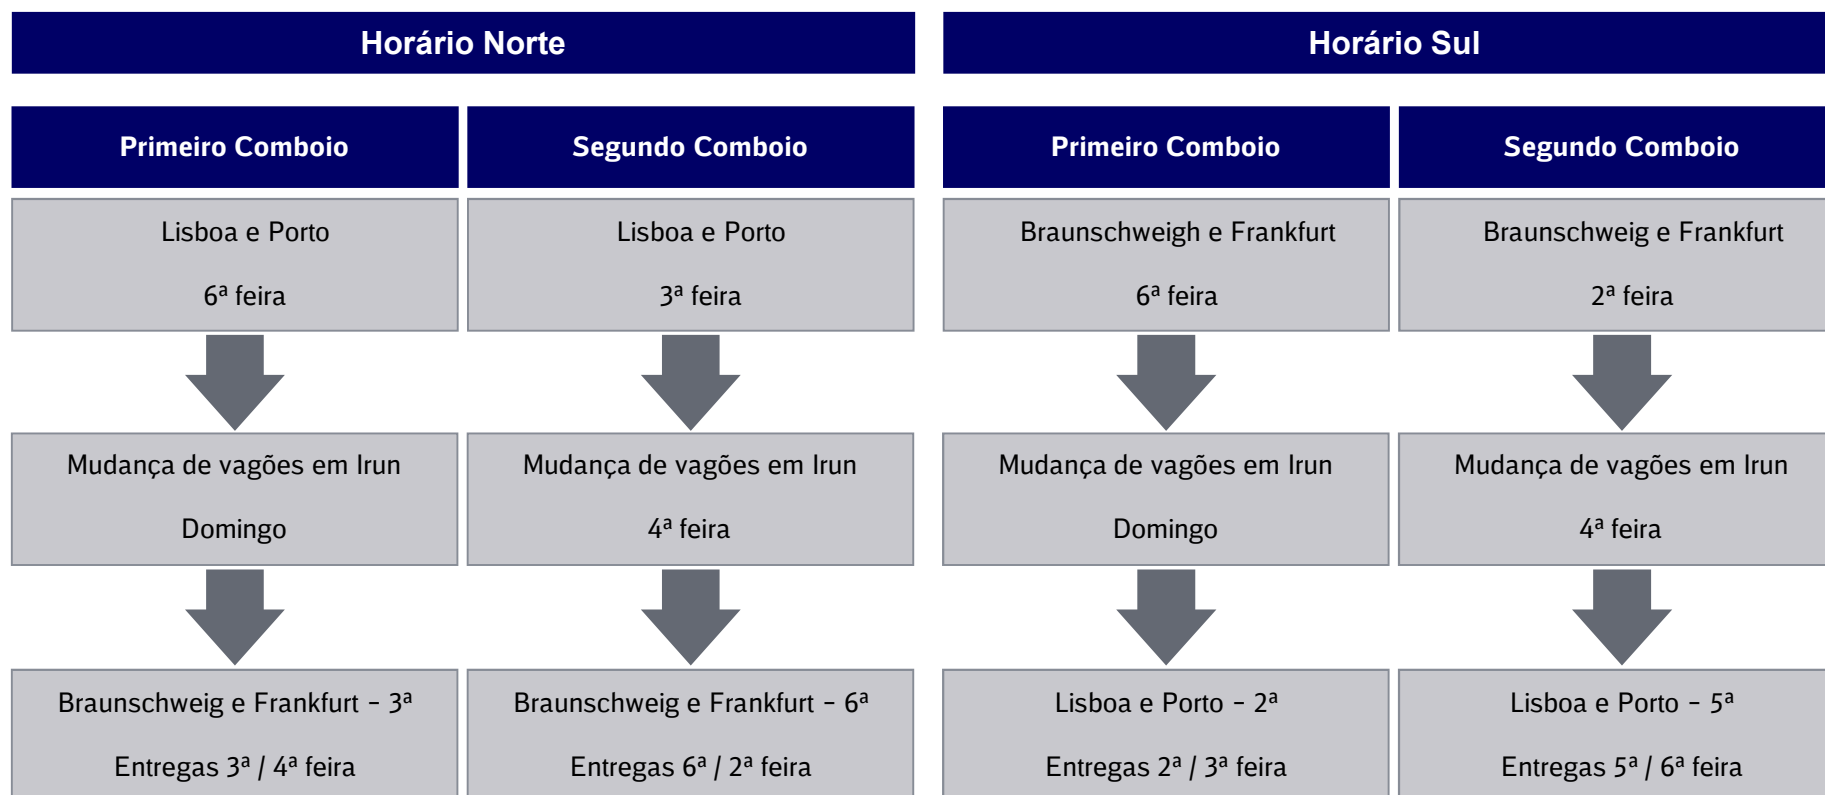 Horário Norte
Horário Sul
Primeiro Comboio
Segundo Comboio
Primeiro Comboio
Segundo Comboio
Lisboa e Porto
6ª feira
Lisboa e Porto
3ª feira
Braunschweigh e Frankfurt
6ª feira
Braunschweig e Frankfurt
2ª feira
Mudança de vagões em Irun
Domingo
Mudança de vagões em Irun
4ª feira
Mudança de vagões em Irun
Domingo
Mudança de vagões em Irun
4ª feira
Braunschweig e Frankfurt – 3ª
Entregas 3ª / 4ª feira
Braunschweig e Frankfurt – 6ª
Entregas 6ª / 2ª feira
Lisboa e Porto – 2ª
Entregas 2ª / 3ª feira
Lisboa e Porto – 5ª
Entregas 5ª / 6ª feira